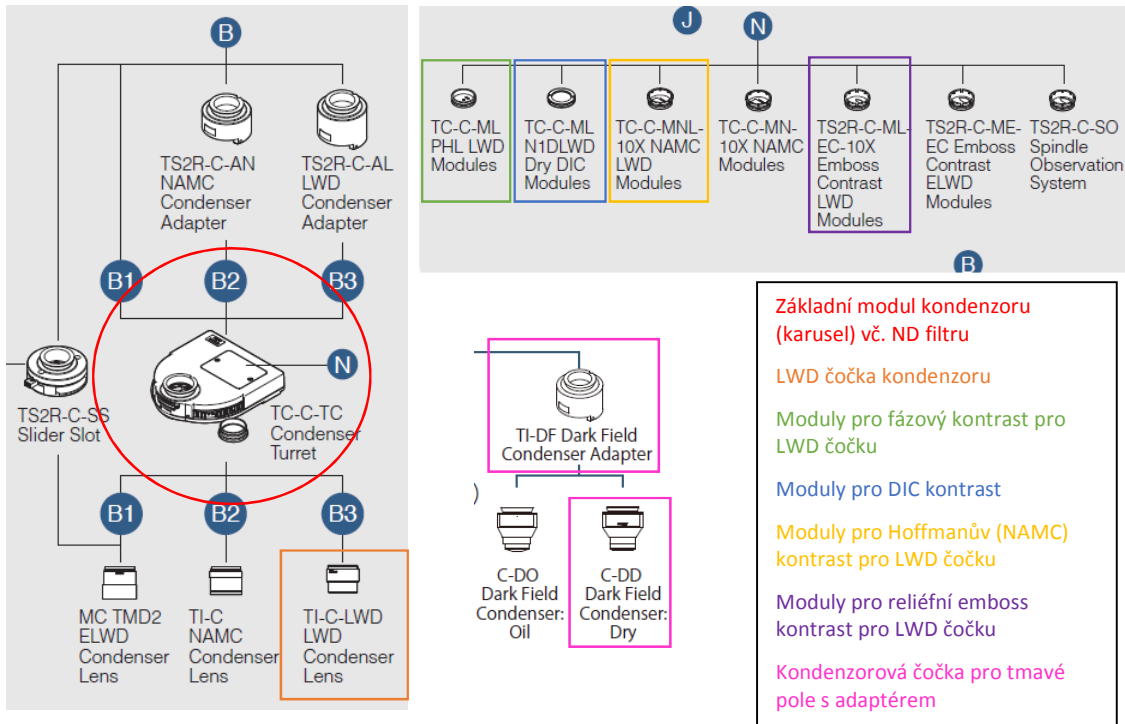 B
TS2R-C-AN
NAMC
Condenser
Adapter
TS2R-C-AL
LWD
Condenser
Adapter
B1
B2
B3
N
TS2R-C-SS
Slider Slot
TC-C-TC
Condenser
Turret
B1
B2
B3
MC TMD2
ELWD
Condenser
Lens
TI-C
NAMC
Condenser
Lens
TI-C-LWD
LWD
Condenser
Lens
J
N
TC-C-ML
PHL LWD
Modules
TC-C-ML
N1DLWD
Dry DIC
Modules
TC-C-MNL-
10X NAMC
LWD
Modules
TC-C-MN-
10X NAMC
Modules
TS2R-C-ML-
EC-10X
Emboss
Contrast
LWD
Modules
TS2R-C-ME-
EC Emboss
Contrast
ELWD
Modules
TS2R-C-SO
Spindle
Observation
System
B
TI-DF Dark Field
Condenser Adapter
)
C-DO
Dark Field
Condenser:
Oil
C-DD
Dark Field
Condenser:
Dry
Základní modul kondenzoru
(karusel) vč. ND filtru
LWD čočka kondenzoru
Moduly pro fázový kontrast pro
LWD čočku
Moduly pro DIC kontrast
Moduly pro Hoffmanův (NAMC)
kontrast pro LWD čočku
Moduly pro reliéfní emboss
kontrast pro LWD čočku
Kondenzorová čočka pro tmavé
pole s adaptérem